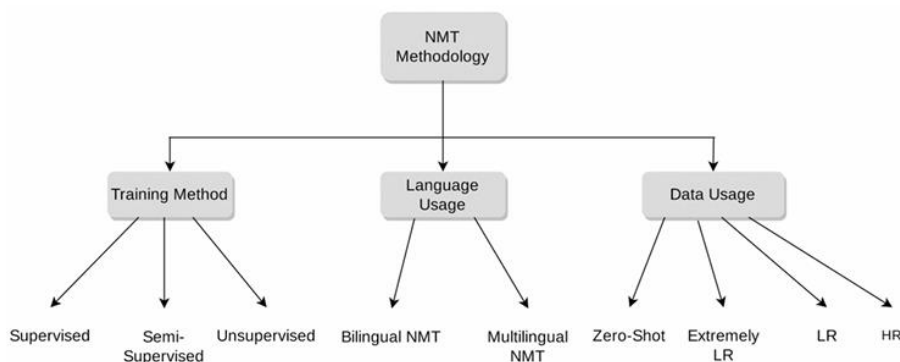 NMT
Methodology
Training Method
Language
Usage
Data Usage
Supervised
Semi-
Supervised
Unsupervised
Bilingual NMT
Multilingual
NMT
Zero-Shot
Extremely
LR
LR
HR